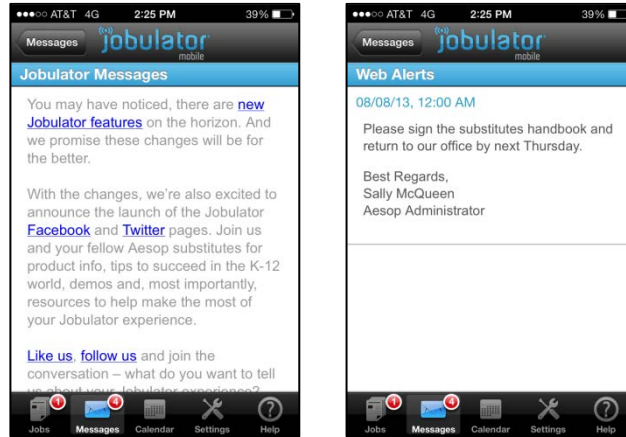 AT&T 4G 2:25 PM 39%
Messages jobulator
mobile
Jobulator Messages
You may have noticed, there are new
Jobulator features on the horizon. And
we promise these changes will be for
the better.
With the changes, we're also excited to
announce the launch of the Jobulator
Facebook and Twitter pages. Join us
and your fellow Aesop substitutes for
product info, tips to succeed in the K-12
world, demos and, most importantly,
resources to help make the most of
your Jobulator experience.
Like us, follow us and join the
conversation – what do you want to tell
us about your Jobulator experience?
1 4
Jobs Messages Calendar Settings Help
AT&T 4G 2:25 PM 39%
Messages jobulator
mobile
Web Alerts
08/08/13, 12:00 AM
Please sign the substitutes handbook and
return to our office by next Thursday.
Best Regards,
Sally McQueen
Aesop Administrator
1 4
Jobs Messages Calendar Settings Help